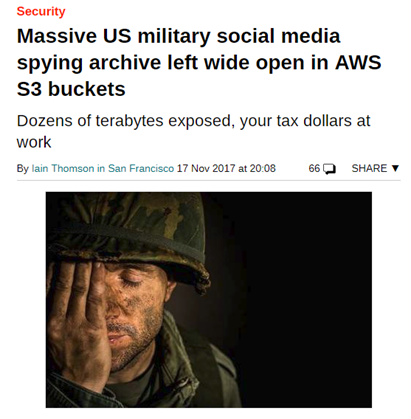 Security
Massive US military social media
spying archive left wide open in AWS
S3 buckets
Dozens of terabytes exposed, your tax dollars at
work
By Iain Thomson in San Francisco 17 Nov 2017 at 20:08 66 SHARE ▼